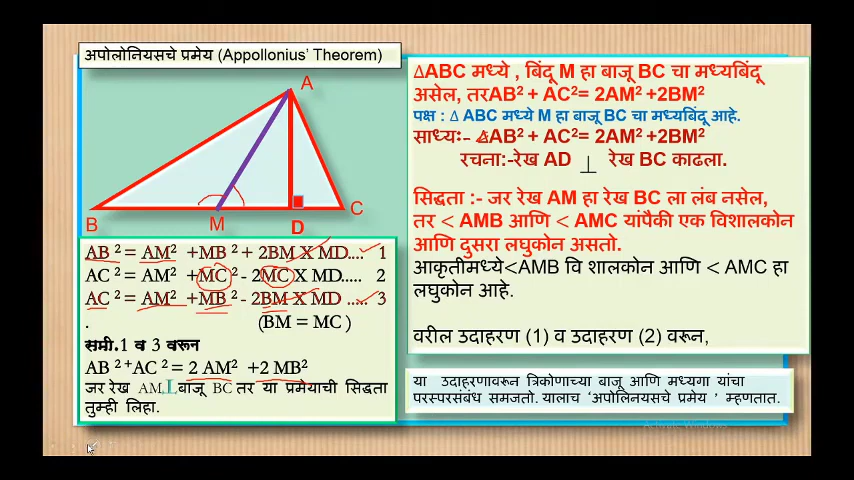 अपोलोनियसचे प्रमेय (Appollonius' Theorem)
A
B
M
D
C
AB ² = AM² +MB ² + 2BM X MD.... 1
AC ² = AM² +MC ² - 2MC X MD..... 2
AC ² = AM² +MB ² - 2BM X MD .... 3
. (BM = MC )
समी.1 व 3 वरून
AB ²⁺AC ² = 2 AM² +2 MB²
जर रेख AM⊥बाजू BC तर या प्रमेयाची सिद्धता
तुम्ही लिहा.
∆ABC मध्ये , बिंदू M हा बाजू BC चा मध्यबिंदू
असेल, तरAB² + AC²= 2AM² +2BM²
पक्ष : ∆ ABC मध्ये M हा बाजू BC चा मध्यबिंदू आहे.
साध्यः- AB² + AC²= 2AM² +2BM²
रचना:-रेख AD ⊥ रेख BC काढला.
सिद्धता :- जर रेख AM हा रेख BC ला लंब नसेल,
तर < AMB आणि < AMC यांपैकी एक विशालकोन
आणि दुसरा लघुकोन असतो.
आकृतीमध्ये<AMB वि शालकोन आणि < AMC हा
लघुकोन आहे.
वरील उदाहरण (1) व उदाहरण (2) वरून,
या उदाहरणावरून त्रिकोणाच्या बाजू आणि मध्यगा यांचा
परस्परसंबंध समजतो. यालाच 'अपोलिनयसचे प्रमेय ' म्हणतात.
Activate Windows